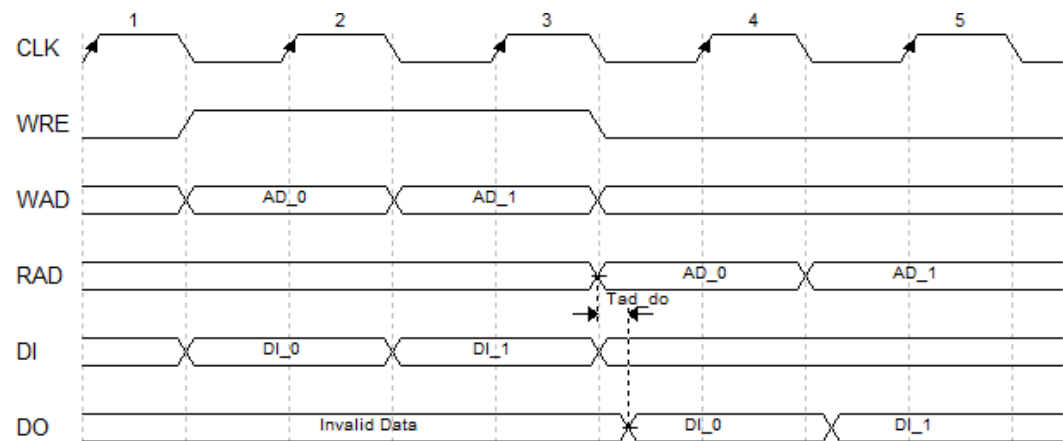 1 2 3 4 5
CLK
WRE
WAD AD_0 AD_1
RAD AD_0 AD_1
Tad_do
DI DI_0 DI_1
DO Invalid Data DI_0 DI_1